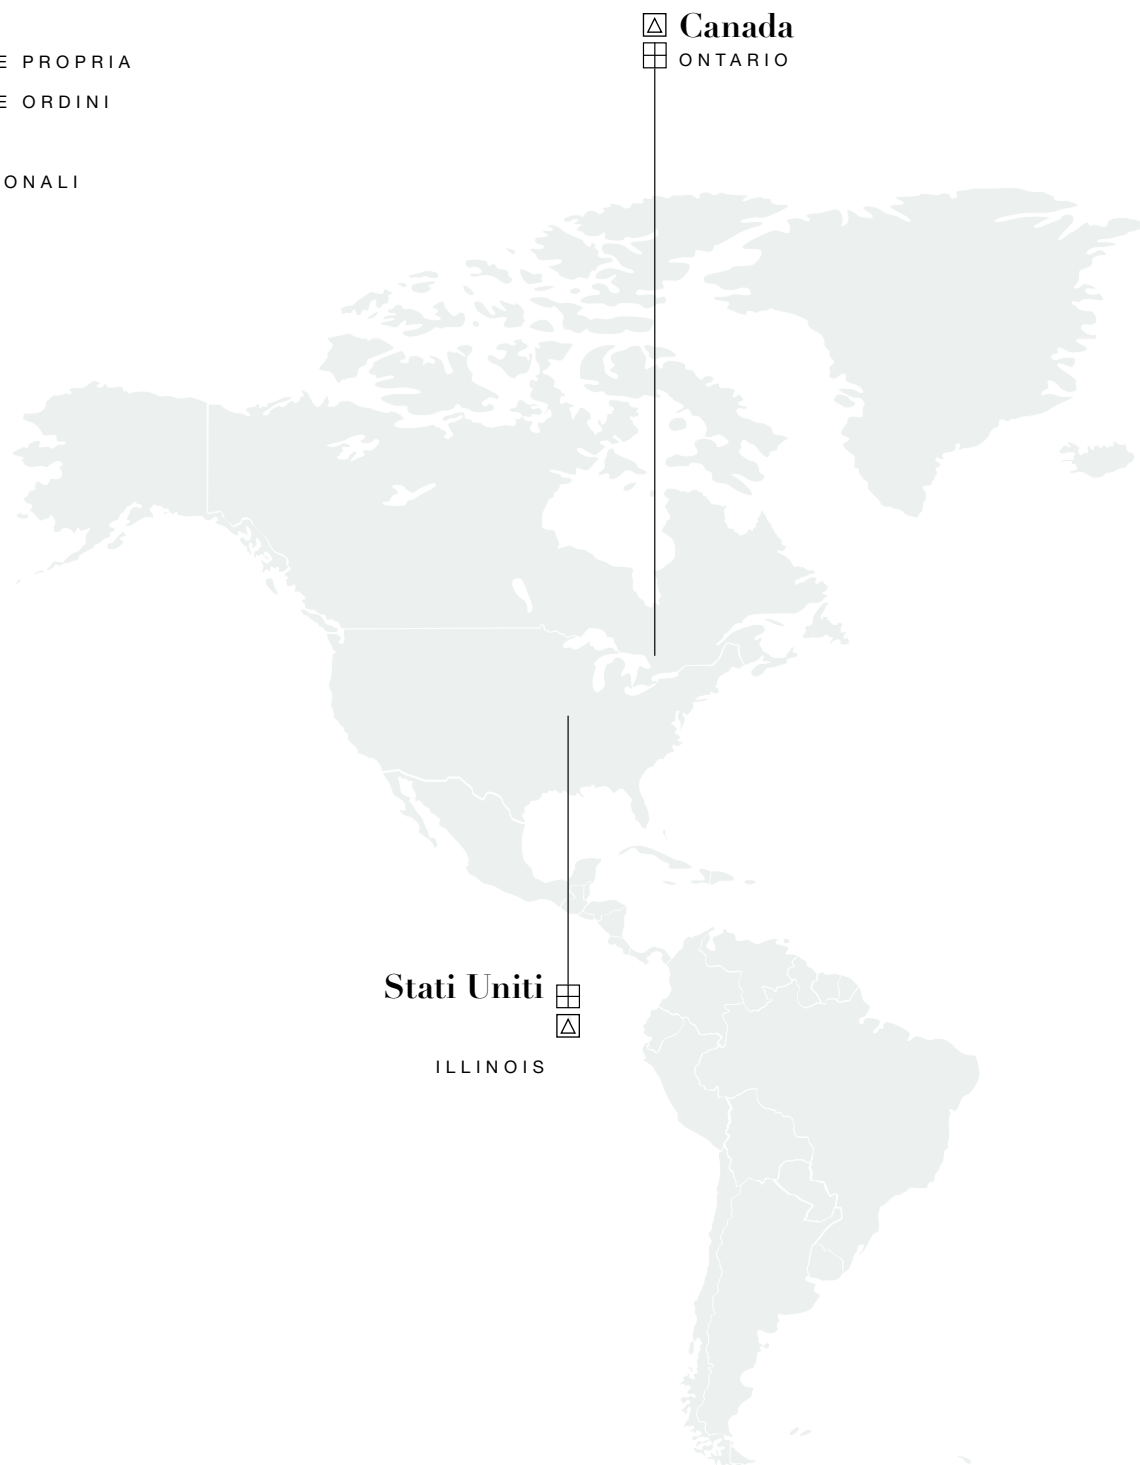 Canada
E PROPRIA
ONTARIO
E ORDINI
ONALI
Stati Uniti
ILLINOIS